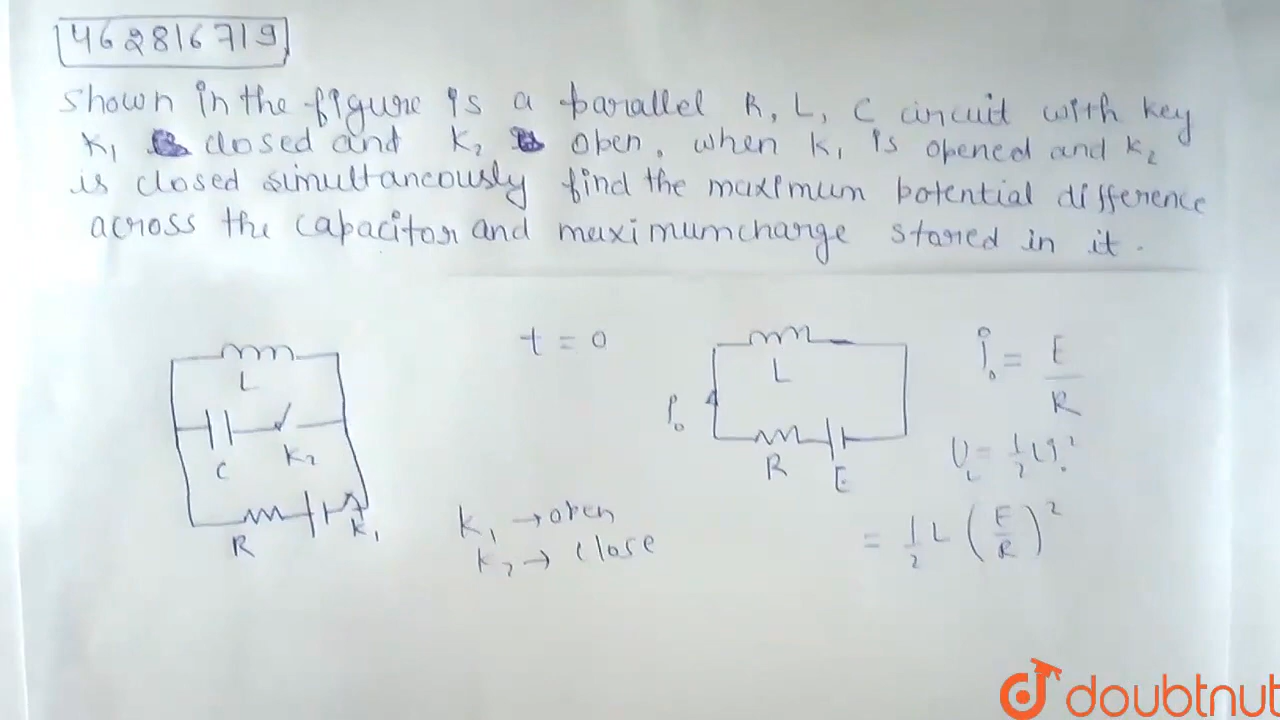 462816719
Shown in the figure is a parallel R, L, C circuit with key
K₁ closed and K₂ open, when K₁ is opened and K₂
is closed simultaneously find the maximum potential difference
across the capacitor and maximum charge stored in it.
L
C K₂
R K₁
t = 0
K₁ → open
K₂ → close
L
I₀
R E
i₀ = E/R
U_L = 1/2 L i₀²
= 1/2 L (E/R)²
doubtnut